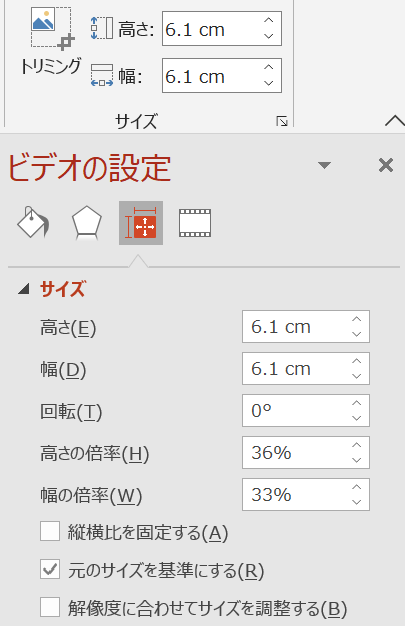 高さ: 6.1 cm
トリミング
幅: 6.1 cm
サイズ
ビデオの設定
サイズ
高さ(E) 6.1 cm
幅(D) 6.1 cm
回転(T) 0°
高さの倍率(H) 36%
幅の倍率(W) 33%
縦横比を固定する(A)
元のサイズを基準にする(R)
解像度に合わせてサイズを調整する(B)